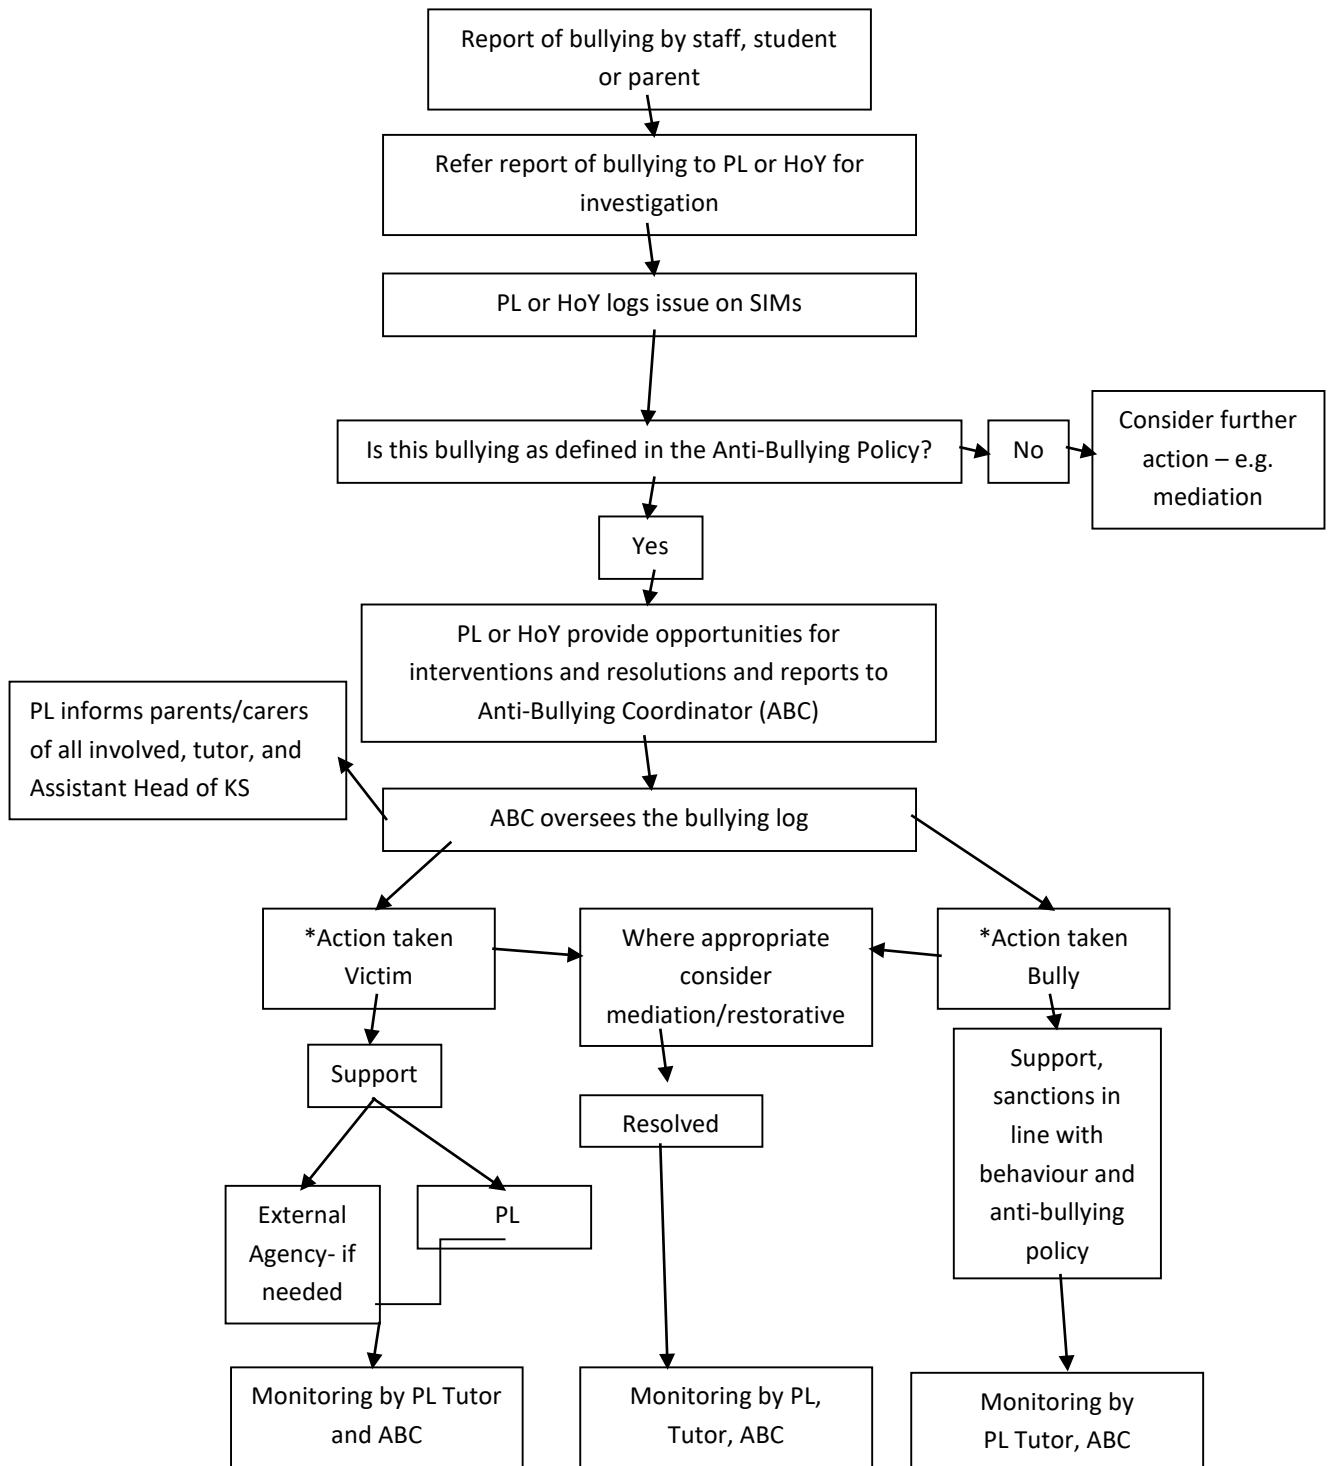 Report of bullying by staff, student
or parent
Refer report of bullying to PL or HoY for
investigation
PL or HoY logs issue on SIMs
Is this bullying as defined in the Anti-Bullying Policy?
No
Consider further
action – e.g.
mediation
Yes
PL or HoY provide opportunities for
interventions and resolutions and reports to
Anti-Bullying Coordinator (ABC)
PL informs parents/carers
of all involved, tutor, and
Assistant Head of KS
ABC oversees the bullying log
*Action taken
Victim
Where appropriate
consider
mediation/restorative
*Action taken
Bully
Support
Resolved
Support,
sanctions in
line with
behaviour and
anti-bullying
policy
External
Agency- if
needed
PL
Monitoring by PL Tutor
and ABC
Monitoring by PL,
Tutor, ABC
Monitoring by
PL Tutor, ABC